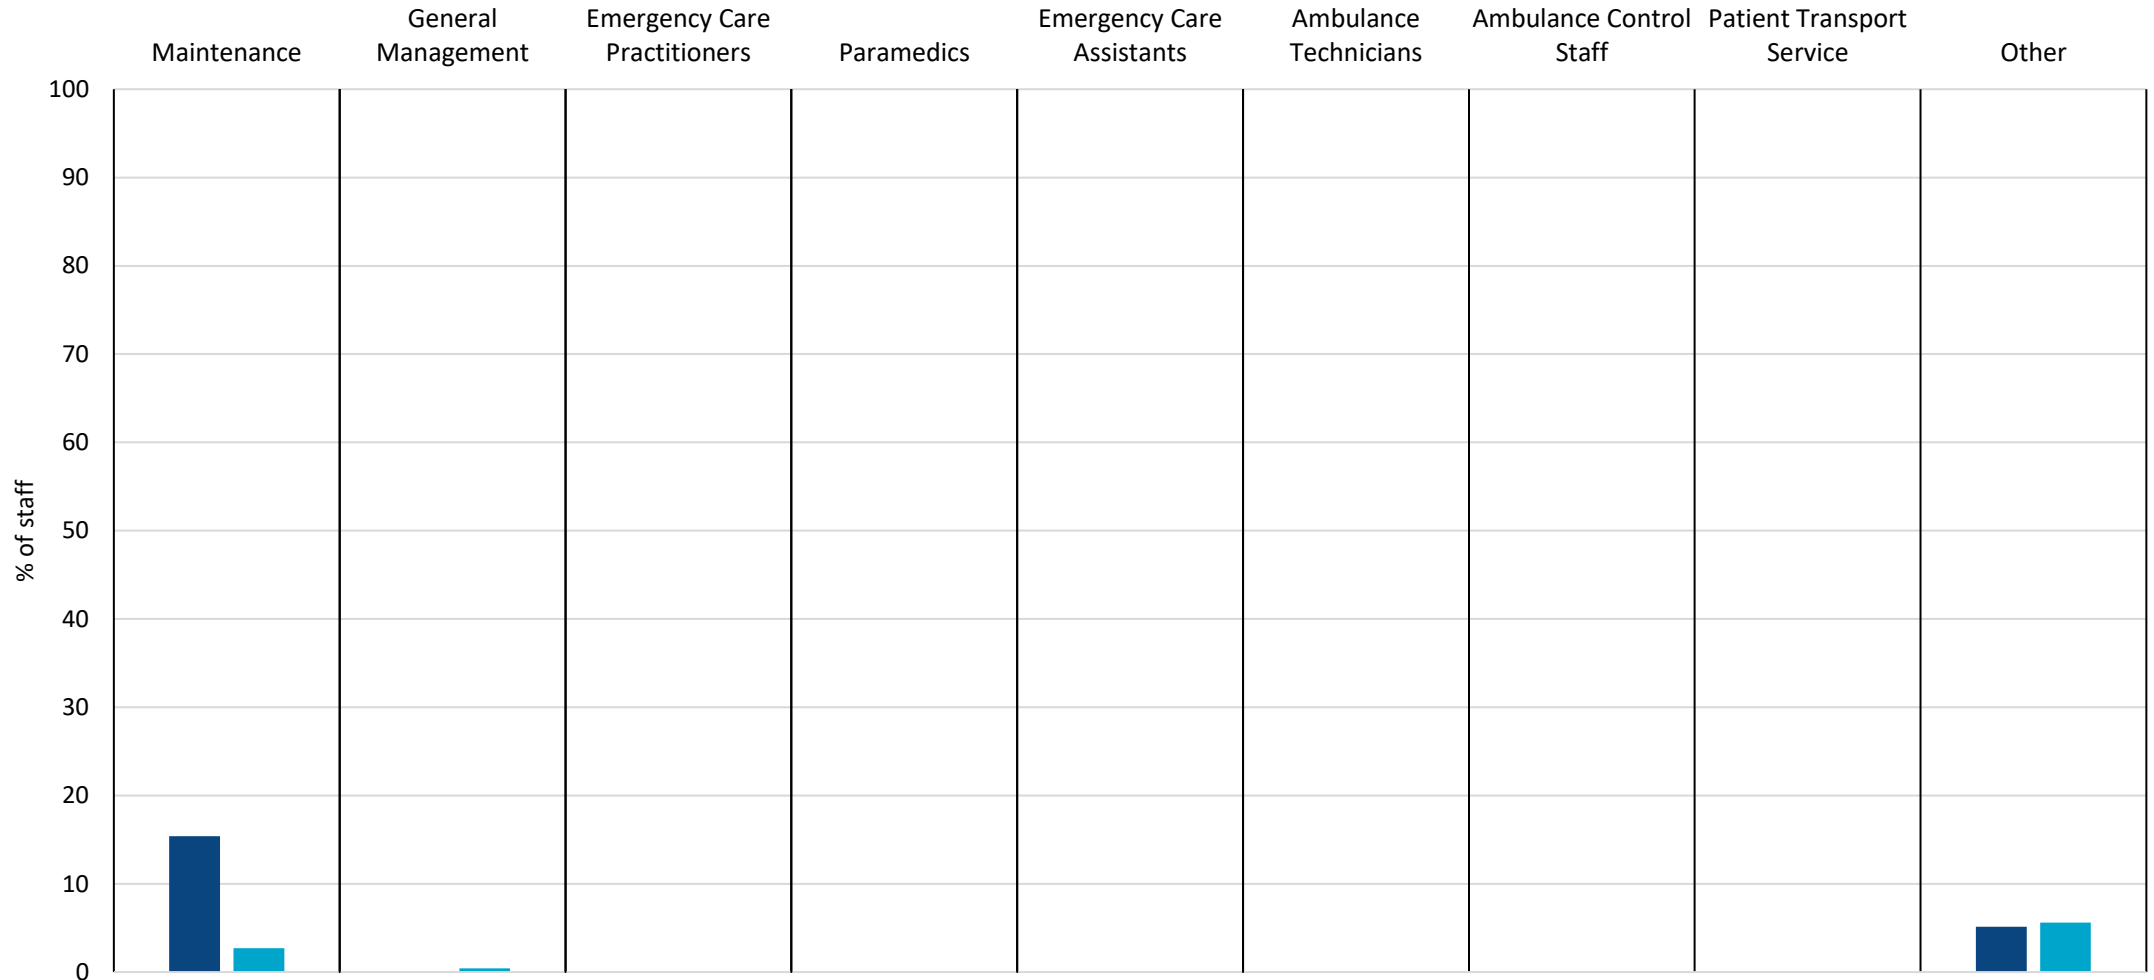 Maintenance
General
Management
Emergency Care
Practitioners
Paramedics
Emergency Care
Assistants
Ambulance
Technicians
Ambulance Control
Staff
Patient Transport
Service
Other
% of staff
100
90
80
70
60
50
40
30
20
10
0